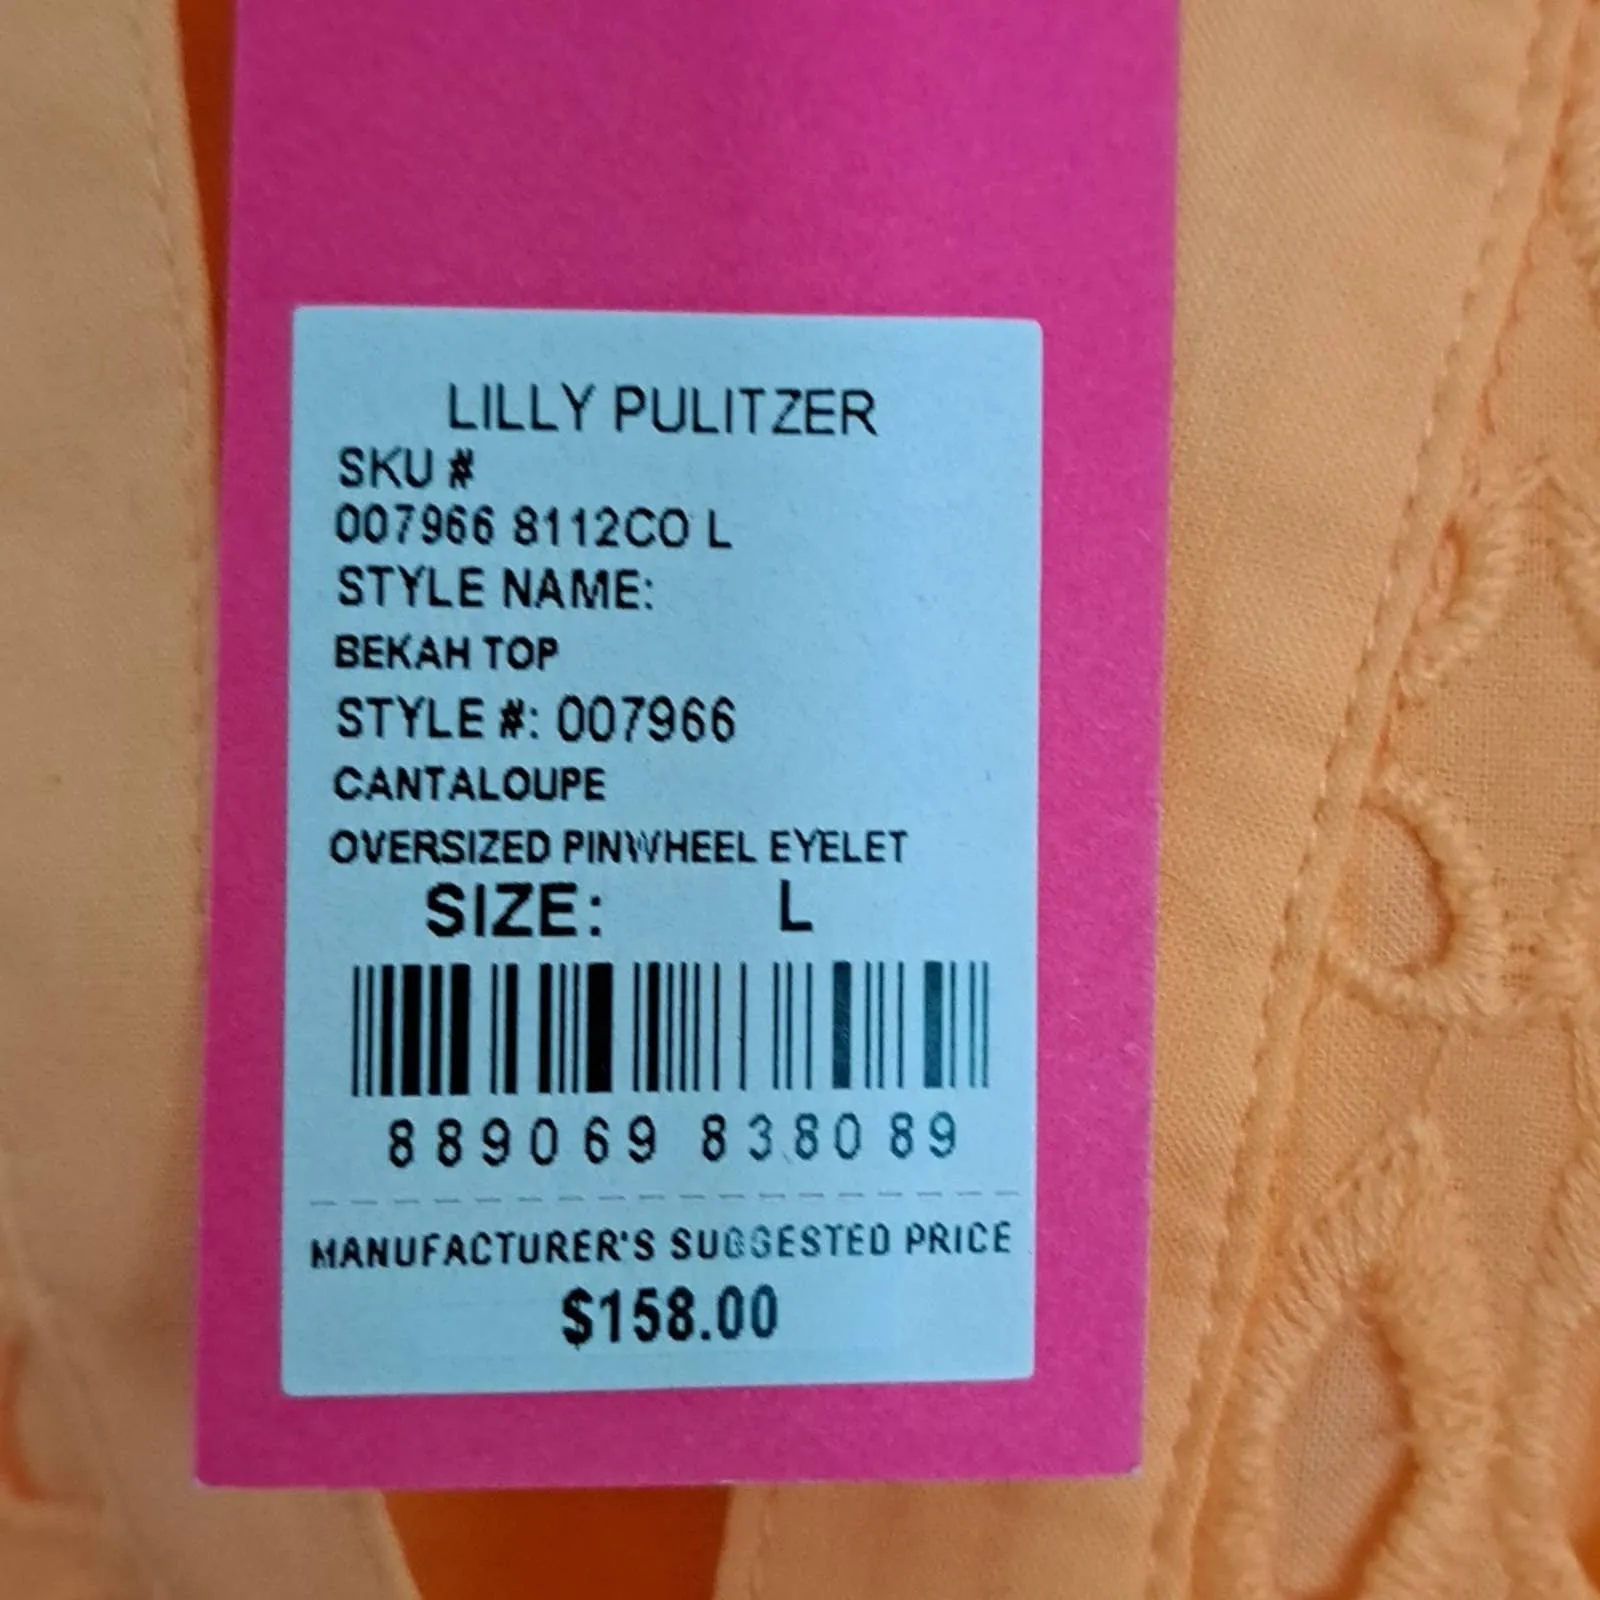 LILLY PULITZER
SKU #
007966 8112CO L
STYLE NAME:
BEKAH TOP
STYLE #: 007966
CANTALOUPE
OVERSIZED PINWHEEL EYELET
SIZE: L
889069 838089
MANUFACTURER'S SUGGESTED PRICE
$158.00